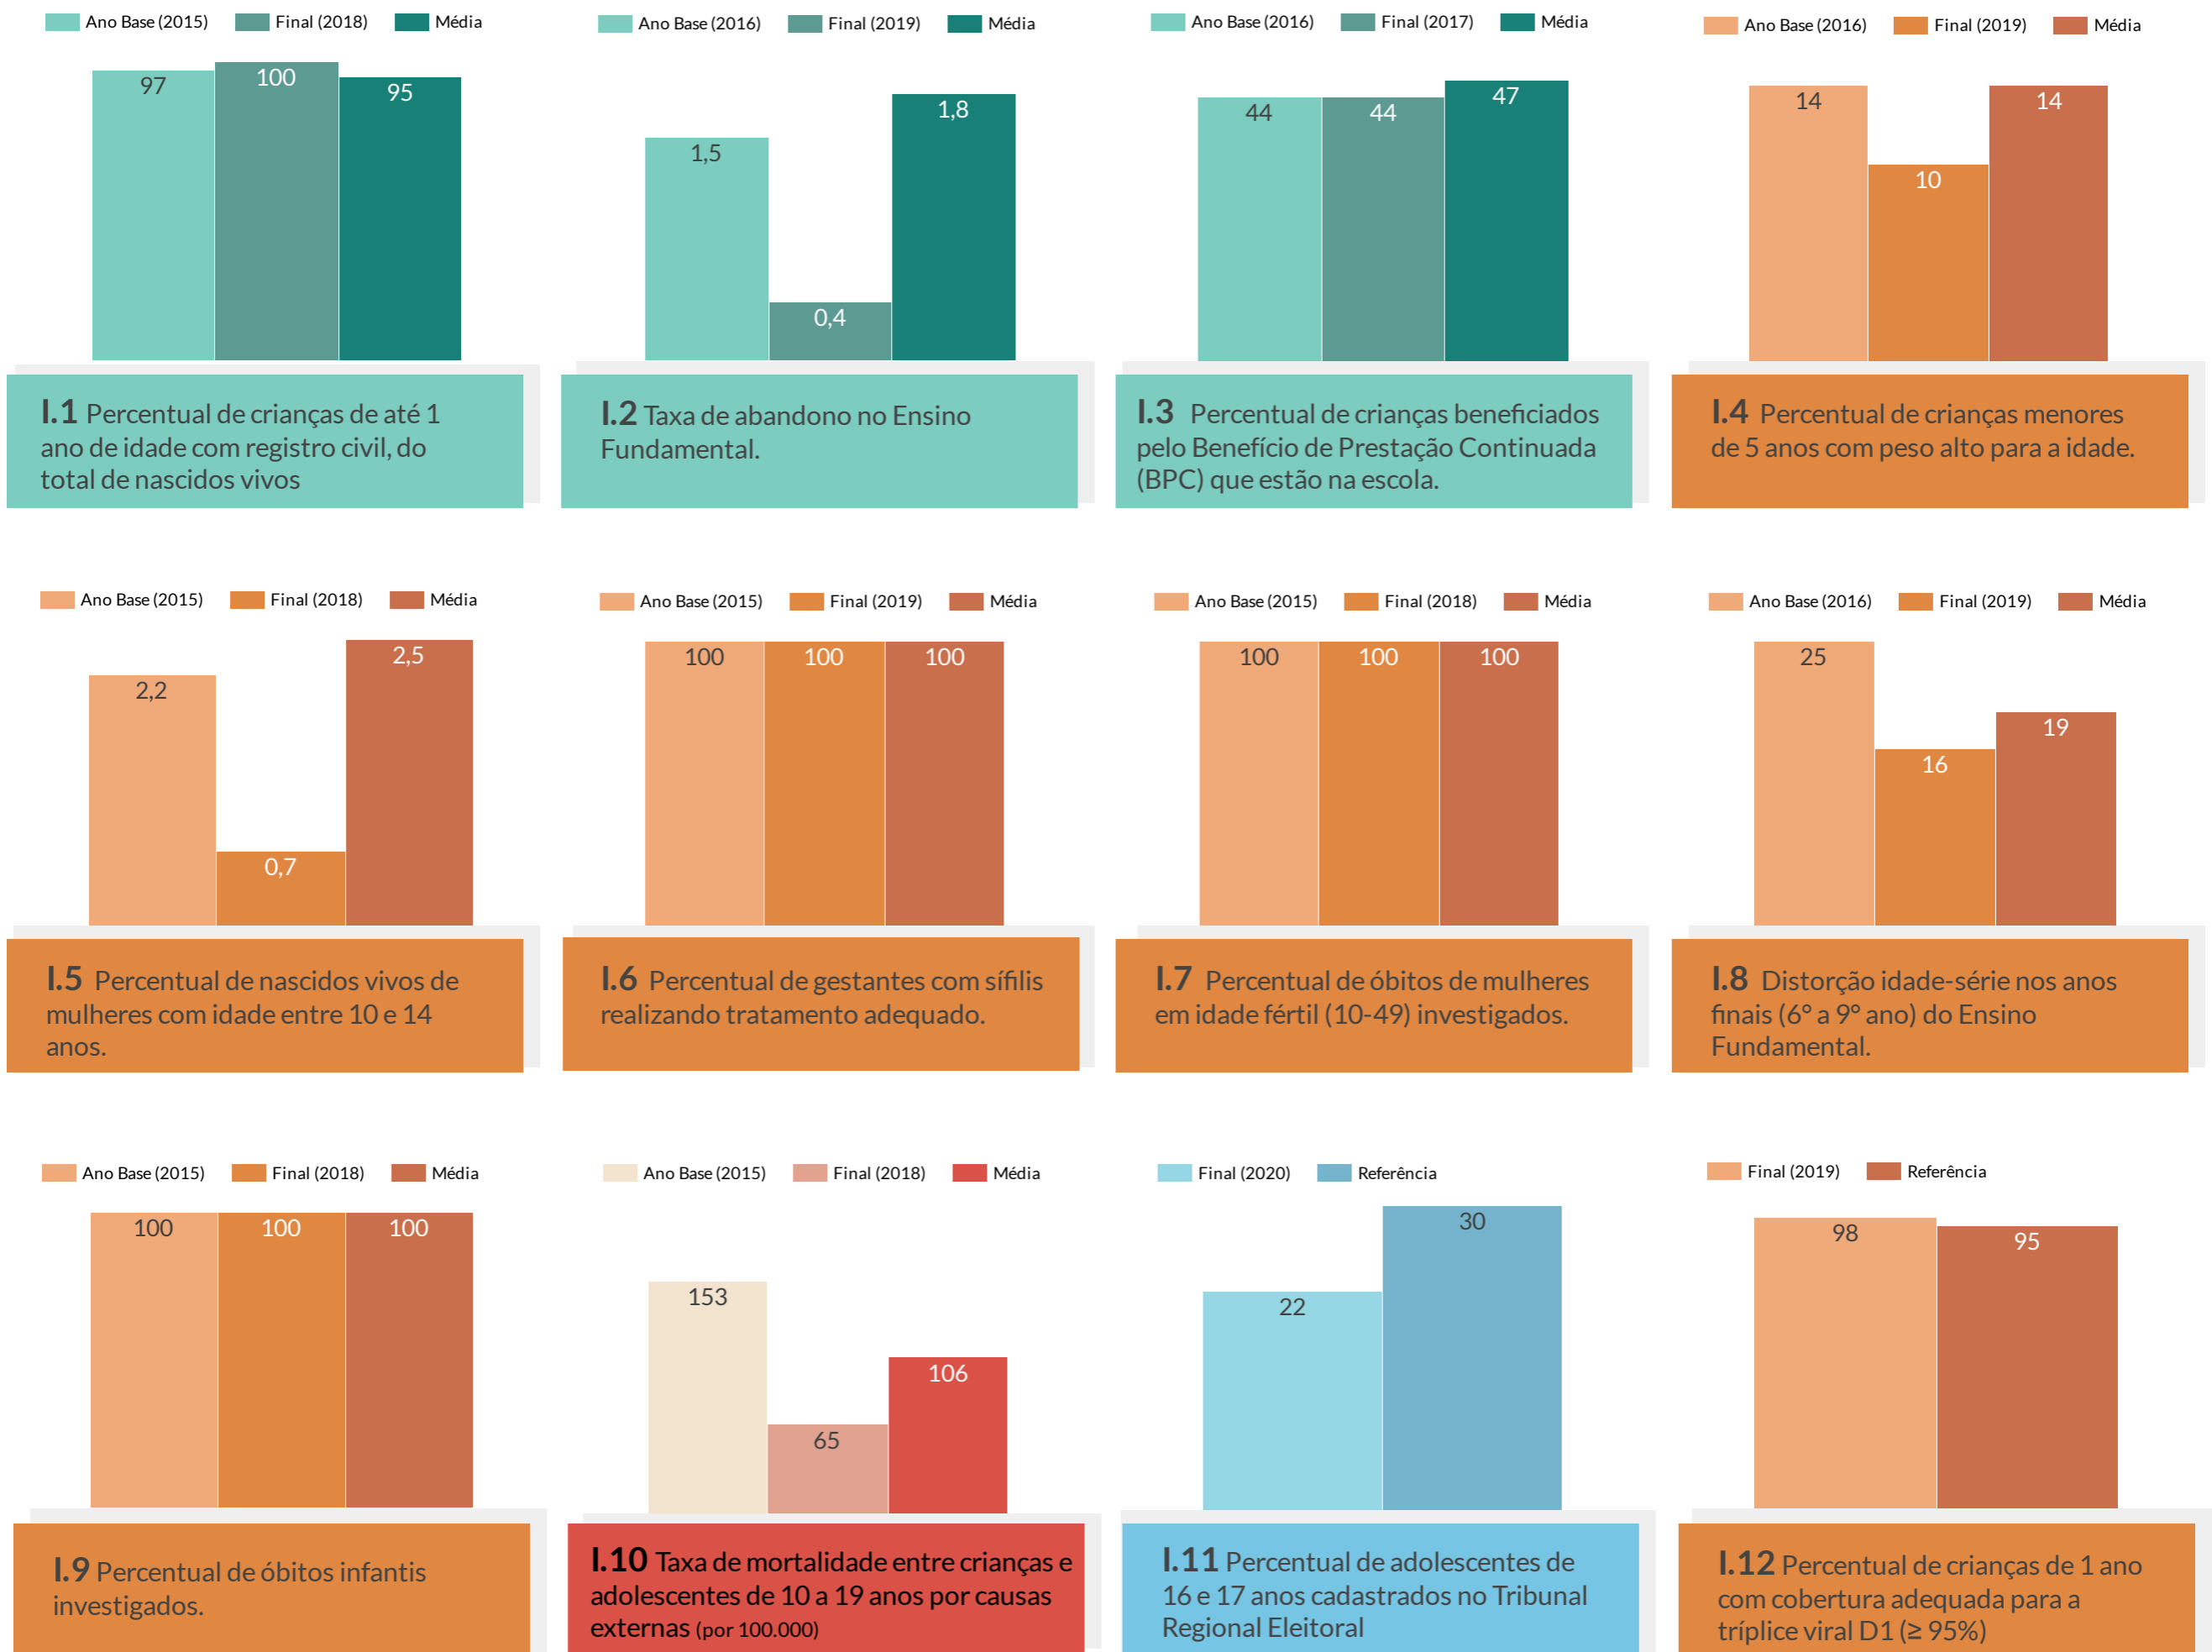 Ano Base (2015) Final (2018) Média
97 100 95
I.1 Percentual de crianças de até 1
ano de idade com registro civil, do
total de nascidos vivos
Ano Base (2016) Final (2019) Média
1,5 0,4 1,8
I.2 Taxa de abandono no Ensino
Fundamental.
Ano Base (2016) Final (2017) Média
44 44 47
I.3 Percentual de crianças beneficiados
pelo Benefício de Prestação Continuada
(BPC) que estão na escola.
Ano Base (2016) Final (2019) Média
14 10 14
I.4 Percentual de crianças menores
de 5 anos com peso alto para a idade.
Ano Base (2015) Final (2018) Média
2,2 0,7 2,5
I.5 Percentual de nascidos vivos de
mulheres com idade entre 10 e 14
anos.
Ano Base (2015) Final (2019) Média
100 100 100
I.6 Percentual de gestantes com sífilis
realizando tratamento adequado.
Ano Base (2015) Final (2018) Média
100 100 100
I.7 Percentual de óbitos de mulheres
em idade fértil (10-49) investigados.
Ano Base (2016) Final (2019) Média
25 16 19
I.8 Distorção idade-série nos anos
finais (6º a 9º ano) do Ensino
Fundamental.
Ano Base (2015) Final (2018) Média
100 100 100
I.9 Percentual de óbitos infantis
investigados.
Ano Base (2015) Final (2018) Média
153 65 106
I.10 Taxa de mortalidade entre crianças e
adolescentes de 10 a 19 anos por causas
externas (por 100.000)
Final (2020) Referência
22 30
I.11 Percentual de adolescentes de
16 e 17 anos cadastrados no Tribunal
Regional Eleitoral
Final (2019) Referência
98 95
I.12 Percentual de crianças de 1 ano
com cobertura adequada para a
tríplice viral D1 (≥ 95%)